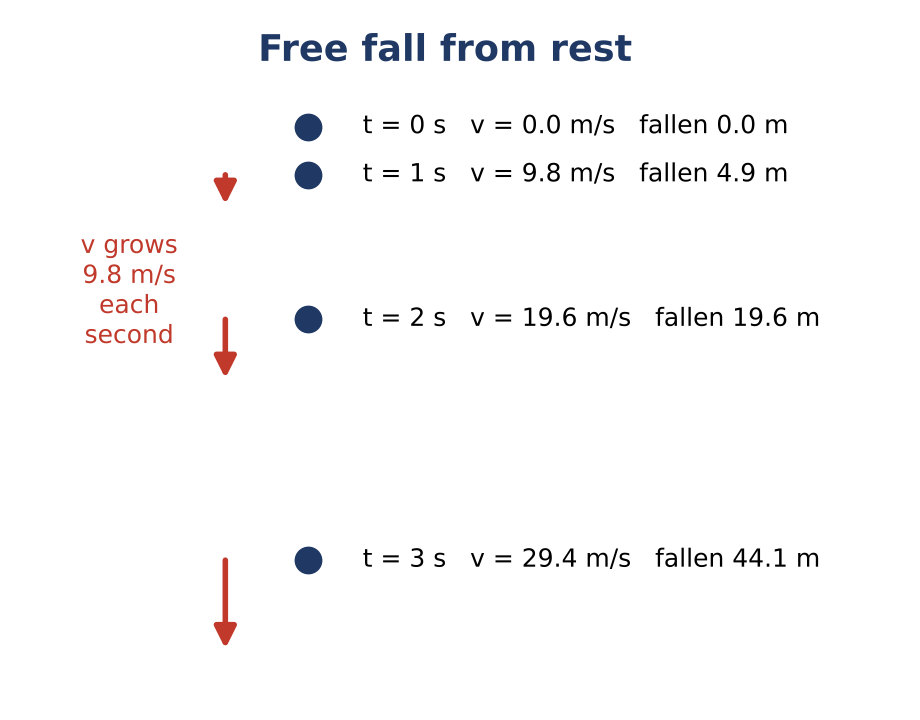 Free fall from rest
t = 0 s   v = 0.0 m/s   fallen 0.0 m
t = 1 s   v = 9.8 m/s   fallen 4.9 m
v grows
9.8 m/s
each
second
t = 2 s   v = 19.6 m/s   fallen 19.6 m
t = 3 s   v = 29.4 m/s   fallen 44.1 m